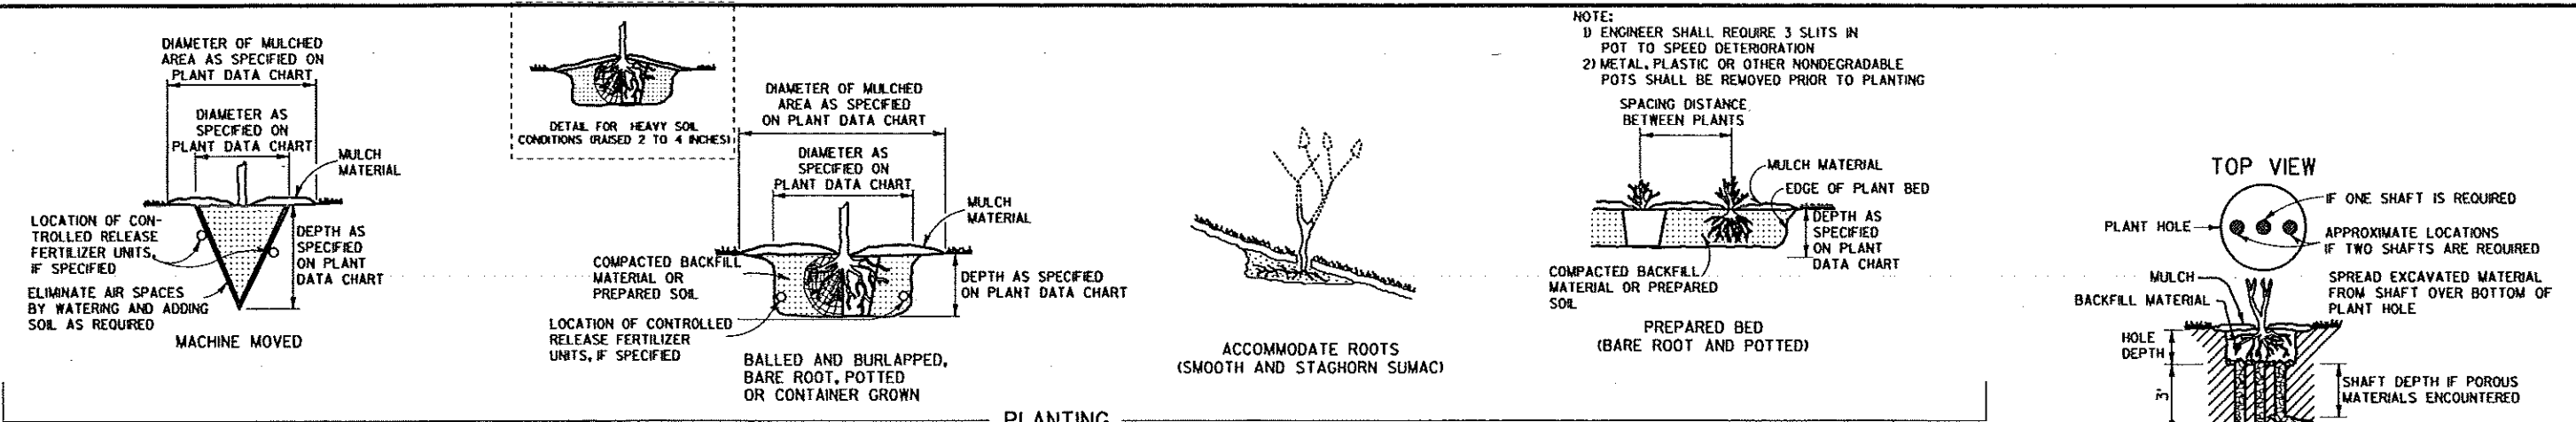 DIAMETER OF MULCHED
AREA AS SPECIFIED ON
PLANT DATA CHART
DIAMETER AS
SPECIFIED ON
PLANT DATA CHART
MULCH
MATERIAL
LOCATION OF CON-
TROLLED RELEASE
FERTILIZER UNITS,
IF SPECIFIED
ELIMINATE AIR SPACES
BY WATERING AND ADDING
SOIL AS REQUIRED
DEPTH AS
SPECIFIED
ON PLANT
DATA CHART
MACHINE MOVED
DETAIL FOR HEAVY SOIL
CONDITIONS (RAISED 2 TO 4 INCHES)
DIAMETER OF MULCHED
AREA AS SPECIFIED
ON PLANT DATA CHART
DIAMETER AS
SPECIFIED ON
PLANT DATA CHART
MULCH
MATERIAL
COMPACTED BACKFILL
MATERIAL OR
PREPARED SOIL
DEPTH AS SPECIFIED
ON PLANT DATA CHART
LOCATION OF CONTROLLED
RELEASE FERTILIZER
UNITS, IF SPECIFIED
BALLED AND BURLAPPED,
BARE ROOT, POTTED
OR CONTAINER GROWN
ACCOMMODATE ROOTS
(SMOOTH AND STAGHORN SUMAC)
NOTE:
1) ENGINEER SHALL REQUIRE 3 SLITS IN
POT TO SPEED DETERIORATION
2) METAL, PLASTIC OR OTHER NONDEGRADABLE
POTS SHALL BE REMOVED PRIOR TO PLANTING
SPACING DISTANCE
BETWEEN PLANTS
MULCH MATERIAL
EDGE OF PLANT BED
DEPTH AS
SPECIFIED
ON PLANT
DATA CHART
COMPACTED BACKFILL
MATERIAL OR PREPARED
SOIL
PREPARED BED
(BARE ROOT AND POTTED)
PLANTING
TOP VIEW
IF ONE SHAFT IS REQUIRED
PLANT HOLE
APPROXIMATE LOCATIONS
IF TWO SHAFTS ARE REQUIRED
MULCH
BACKFILL MATERIAL
SPREAD EXCAVATED MATERIAL
FROM SHAFT OVER BOTTOM OF
PLANT HOLE
HOLE
DEPTH
3'
SHAFT DEPTH IF POROUS
MATERIALS ENCOUNTERED